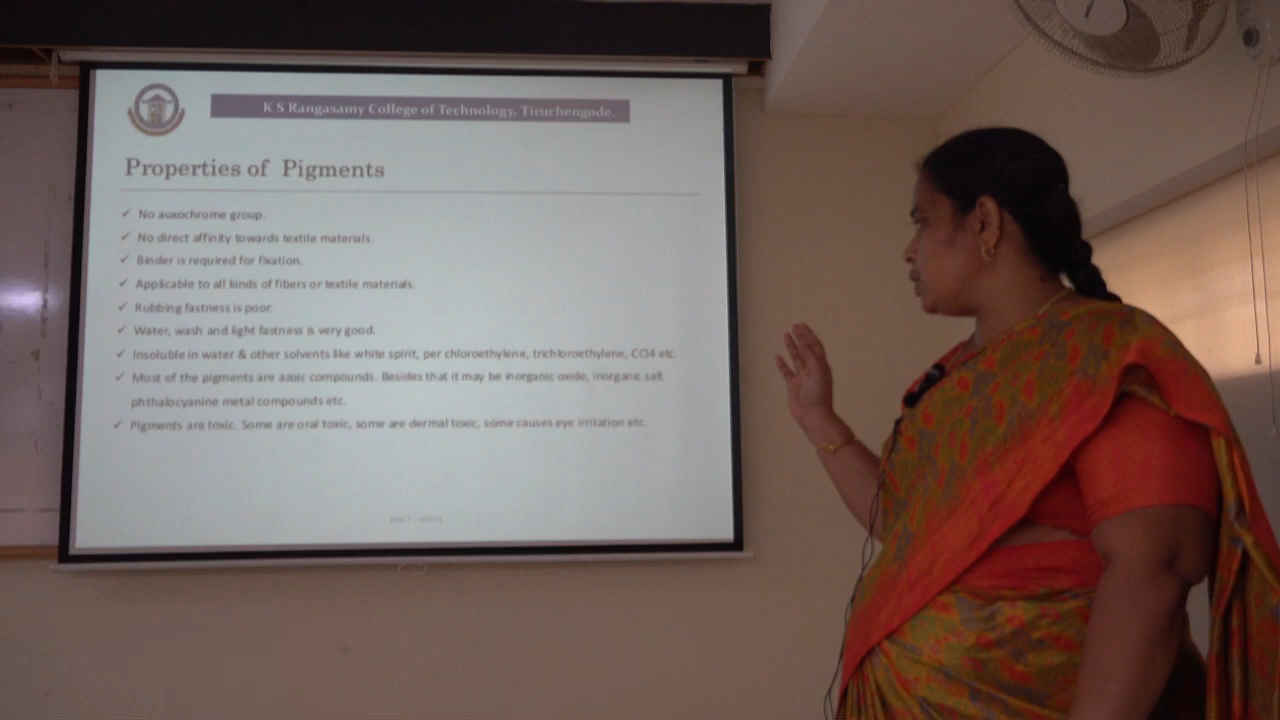 K S Rangasamy College of Technology, Tiruchengode.
Properties of Pigments
✓ No auxochrome group.
✓ No direct affinity towards textile materials.
✓ Binder is required for fixation.
✓ Applicable to all kinds of fibers or textile materials.
✓ Rubbing fastness is poor.
✓ Water, wash and light fastness is very good.
✓ Insoluble in water & other solvents like white spirit, per chloroethylene, trichloroethylene, CCl4 etc.
✓ Most of the pigments are azoic compounds. Besides that it may be inorganic oxide, inorganic salt
phthalocyanine metal compounds etc.
✓ Pigments are toxic. Some are oral toxic, some are dermal toxic, some causes eye irritation etc.